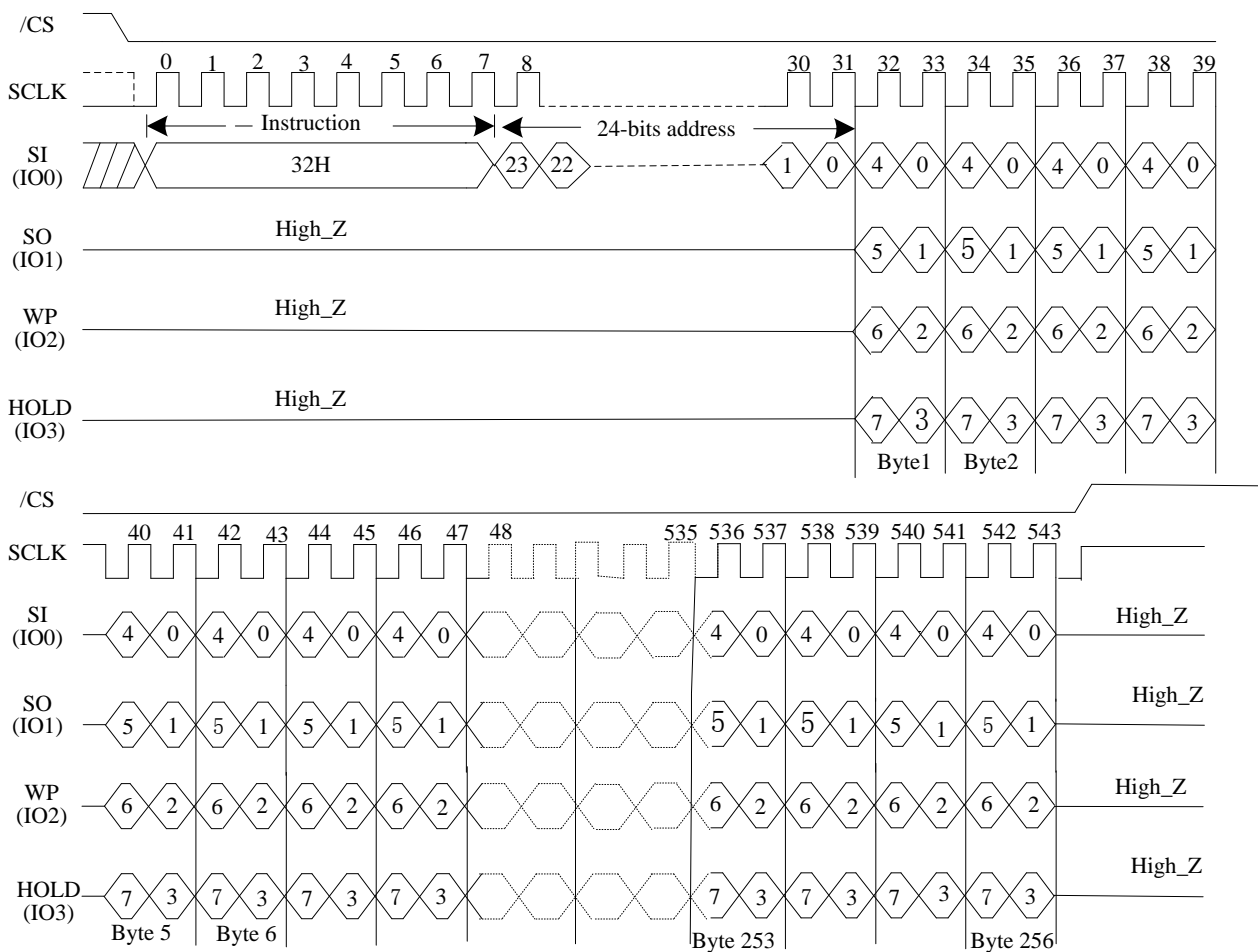 /CS
0 1 2 3 4 5 6 7 8 30 31 32 33 34 35 36 37 38 39
SCLK
Instruction 24-bits address
SI
(IO0)
32H 23 22 1 0 4 0 4 0 4 0 4 0
SO
(IO1)
High_Z 5 1 5 1 5 1 5 1
WP
(IO2)
High_Z 6 2 6 2 6 2 6 2
HOLD
(IO3)
High_Z 7 3 7 3 7 3 7 3
Byte1 Byte2
/CS
40 41 42 43 44 45 46 47 48 535 536 537 538 539 540 541 542 543
SCLK
SI
(IO0)
4 0 4 0 4 0 4 0 4 0 4 0 4 0 4 0 High_Z
SO
(IO1)
5 1 5 1 5 1 5 1 5 1 5 1 5 1 5 1 High_Z
WP
(IO2)
6 2 6 2 6 2 6 2 6 2 6 2 6 2 6 2 High_Z
HOLD
(IO3)
7 3 7 3 7 3 7 3 7 3 7 3 7 3 7 3 High_Z
Byte 5 Byte 6 Byte 253 Byte 256